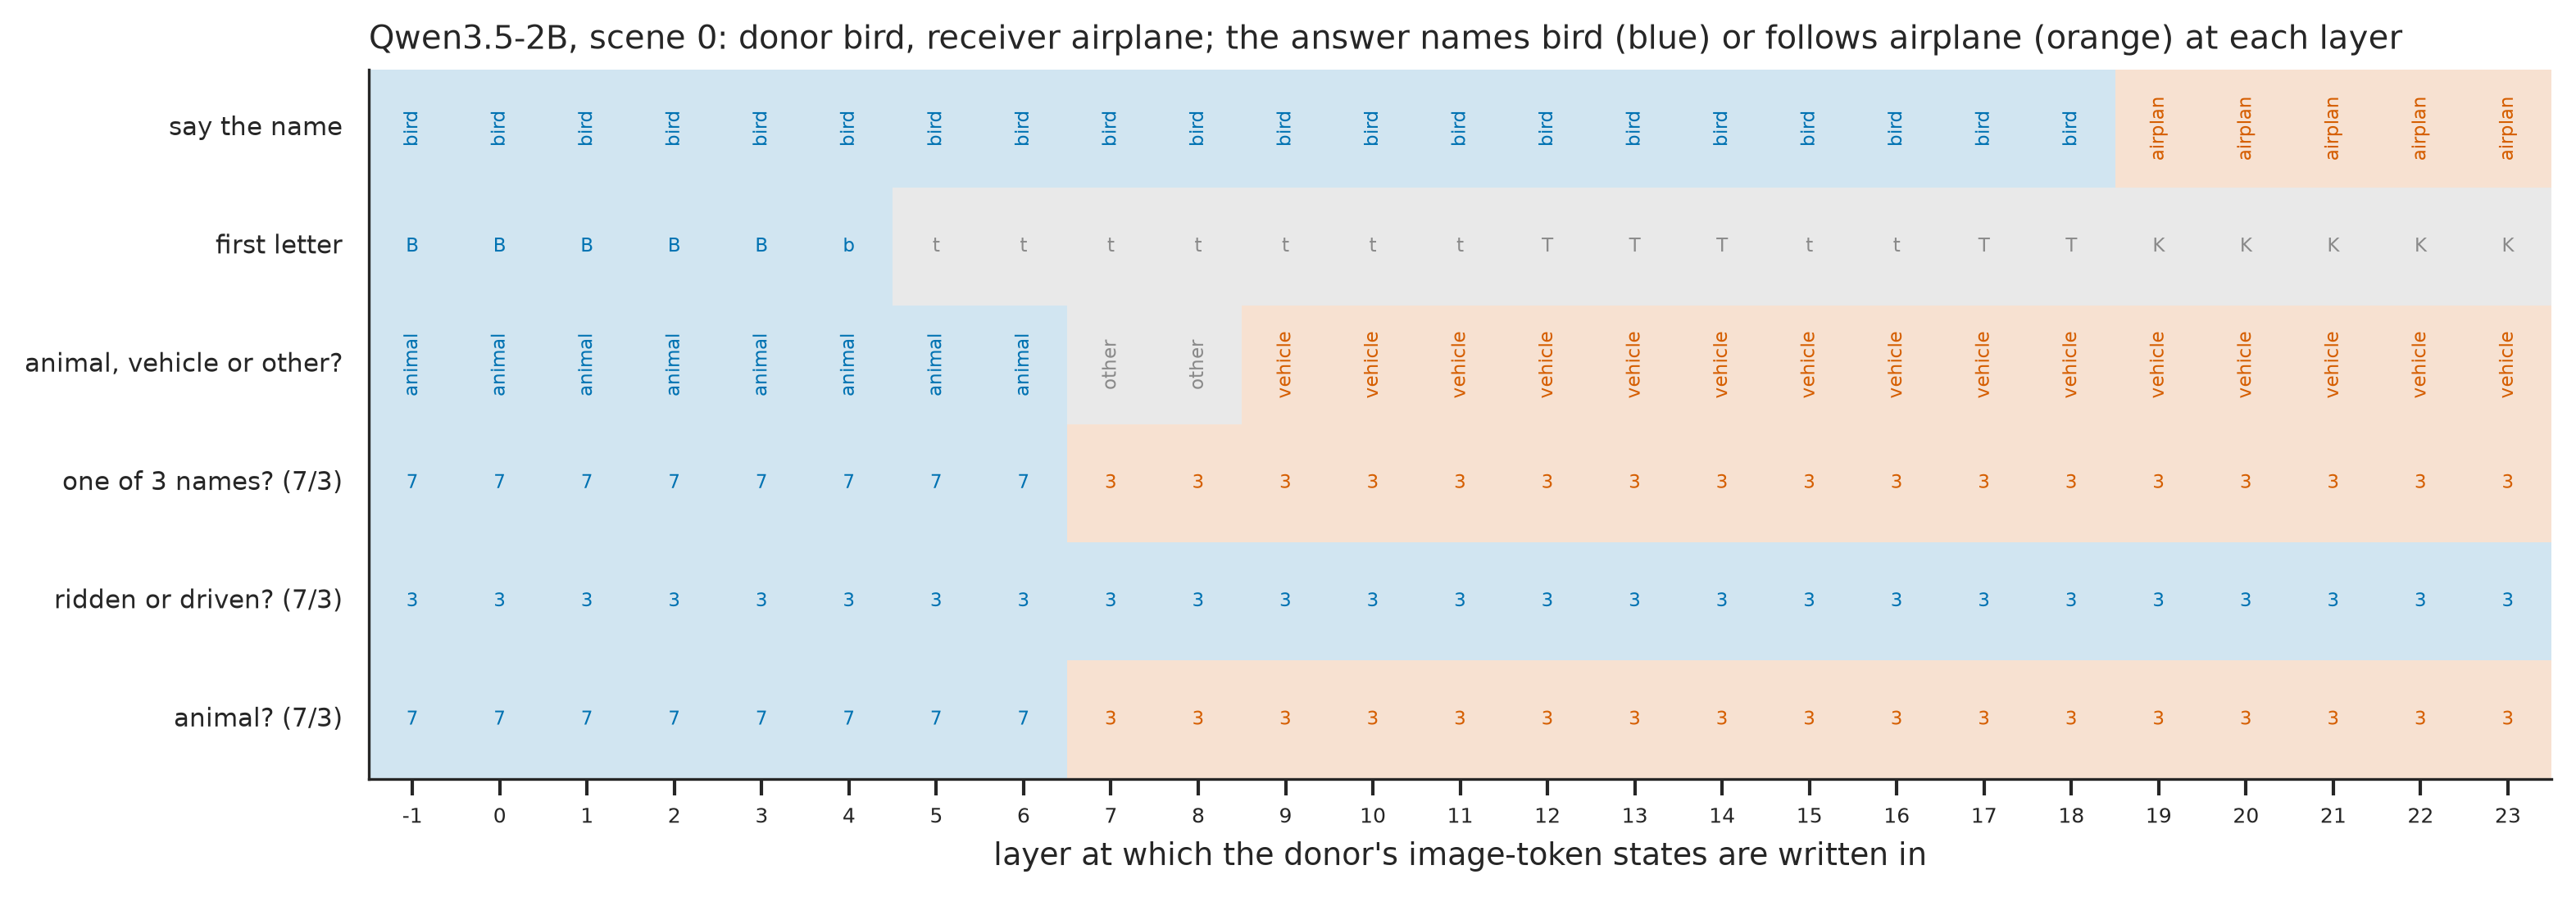 Qwen3.5-2B, scene 0: donor bird, receiver airplane; the answer names bird (blue) or follows airplane (orange) at each layer
say the name bird bird bird bird bird bird bird bird bird bird bird bird bird bird bird bird bird bird bird bird airplan airplan airplan airplan airplan
first letter B B B B B b t t t t t t t T T T t t T T K K K K K
animal, vehicle or other? animal animal animal animal animal animal animal animal other other vehicle vehicle vehicle vehicle vehicle vehicle vehicle vehicle vehicle vehicle vehicle vehicle vehicle vehicle vehicle
one of 3 names? (7/3) 7 7 7 7 7 7 7 7 3 3 3 3 3 3 3 3 3 3 3 3 3 3 3 3 3
ridden or driven? (7/3) 3 3 3 3 3 3 3 3 3 3 3 3 3 3 3 3 3 3 3 3 3 3 3 3 3
animal? (7/3) 7 7 7 7 7 7 7 7 3 3 3 3 3 3 3 3 3 3 3 3 3 3 3 3 3
-1 0 1 2 3 4 5 6 7 8 9 10 11 12 13 14 15 16 17 18 19 20 21 22 23
layer at which the donor's image-token states are written in